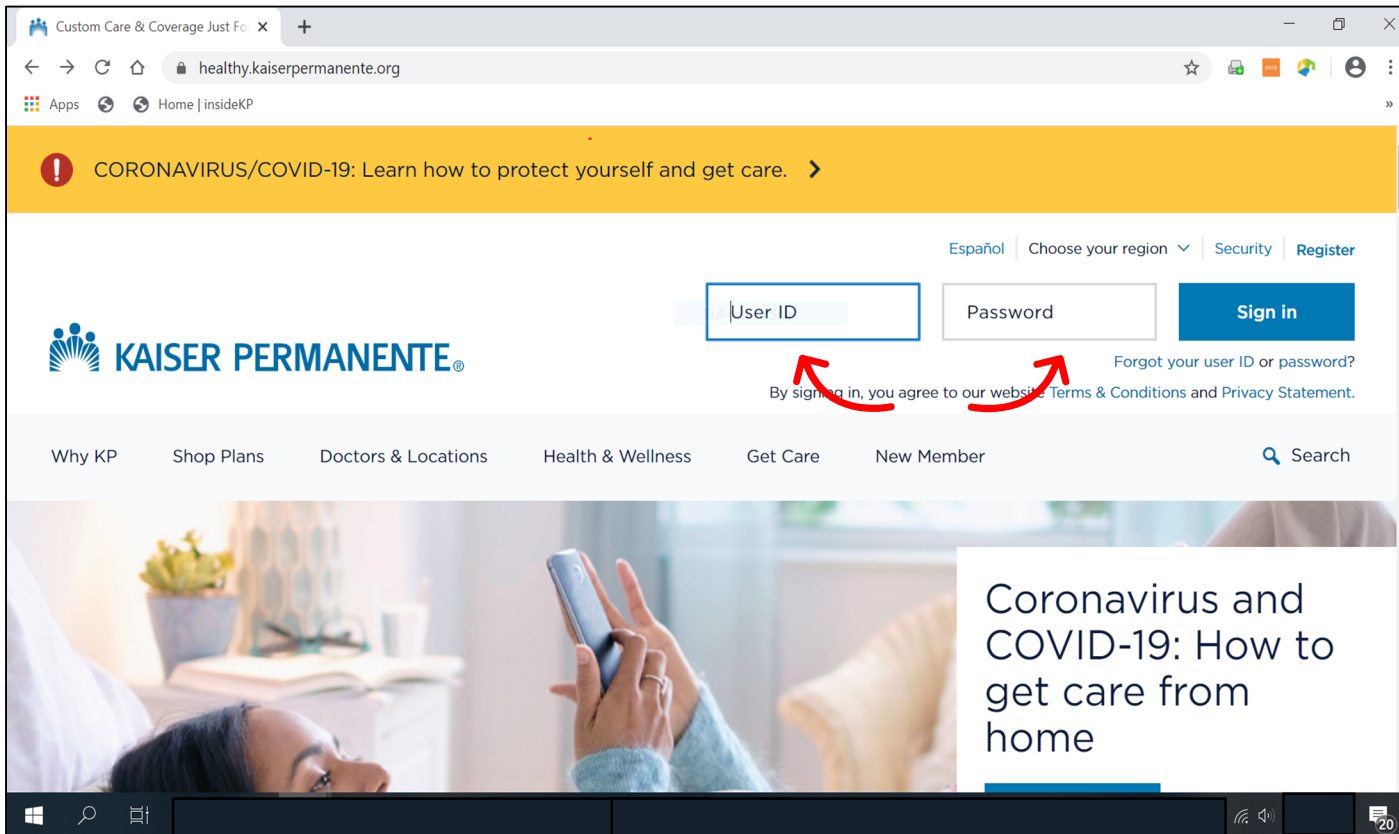 Custom Care & Coverage Just Fo
healthy.kaiserpermanente.org
Apps Home | insideKP
CORONAVIRUS/COVID-19: Learn how to protect yourself and get care.
Español Choose your region Security Register
User ID Password Sign in
KAISER PERMANENTE®
Forgot your user ID or password?
By signing in, you agree to our website Terms & Conditions and Privacy Statement.
Why KP Shop Plans Doctors & Locations Health & Wellness Get Care New Member Search
Coronavirus and
COVID-19: How to
get care from
home
20